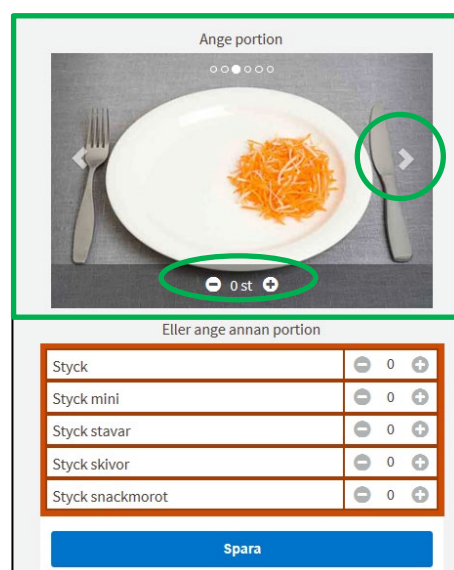 Ange portion
0 st
Eller ange annan portion
Styck 0
Styck mini 0
Styck stavar 0
Styck skivor 0
Styck snackmorot 0
Spara